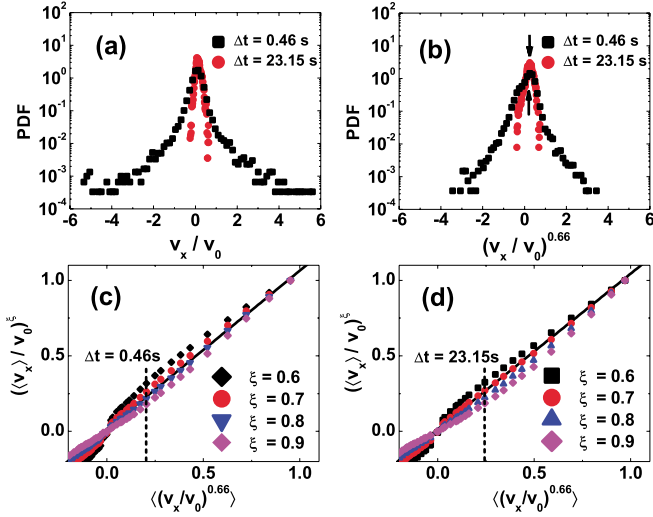 (a)
Δt = 0.46 s
Δt = 23.15 s
PDF
10⁴
10³
10²
10¹
10⁰
10⁻¹
10⁻²
10⁻³
10⁻⁴
-6 -4 -2 0 2 4 6
vₓ / v₀
(b)
Δt = 0.46 s
Δt = 23.15 s
PDF
10⁴
10³
10²
10¹
10⁰
10⁻¹
10⁻²
10⁻³
10⁻⁴
-6 -4 -2 0 2 4 6
(vₓ / v₀)^0.66
(c)
Δt = 0.46s
ξ = 0.6
ξ = 0.7
ξ = 0.8
ξ = 0.9
(⟨vₓ⟩ / v₀)^ξ
1.0
0.5
0.0
0.0 0.5 1.0
⟨(vₓ/v₀)^0.66⟩
(d)
Δt = 23.15s
ξ = 0.6
ξ = 0.7
ξ = 0.8
ξ = 0.9
(⟨vₓ⟩ / v₀)^ξ
1.0
0.5
0.0
0.0 0.5 1.0
⟨(vₓ/v₀)^0.66⟩